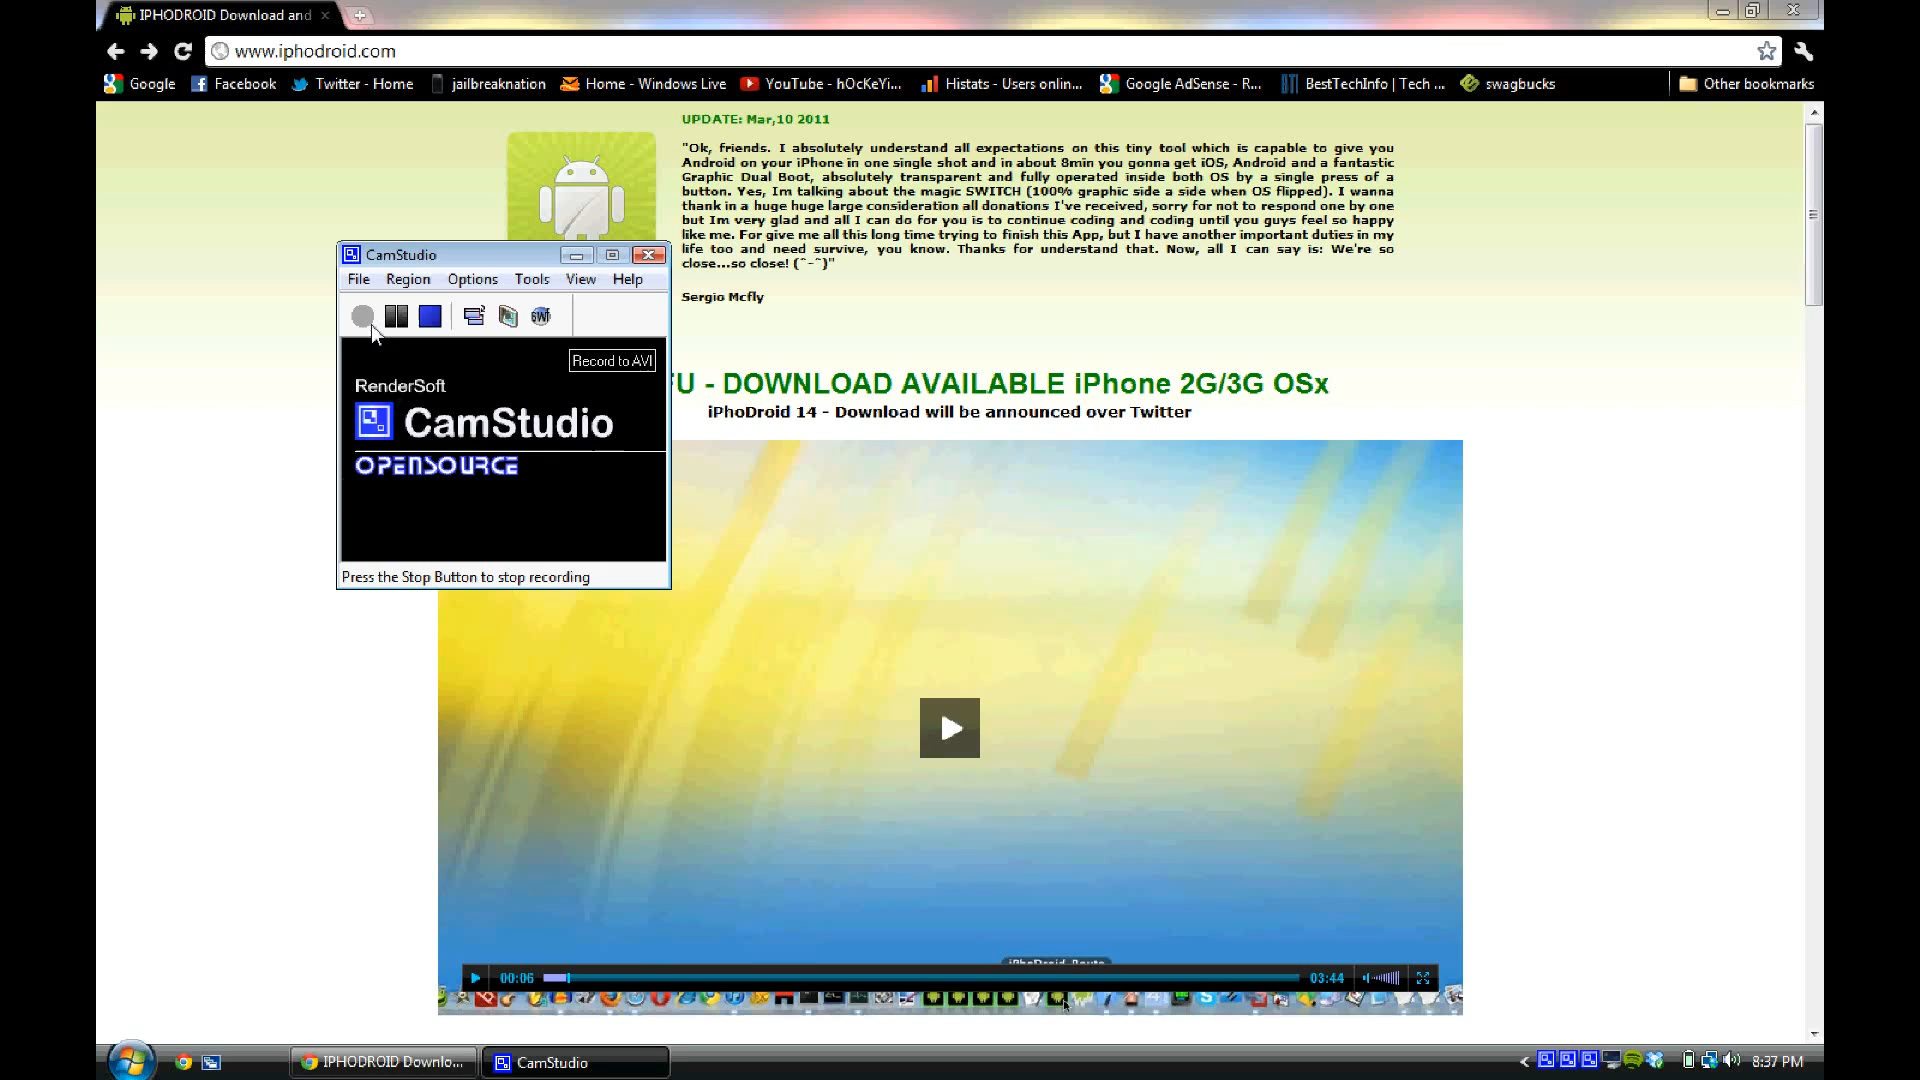 IPHODROID Download and
www.iphodroid.com
Google
Facebook
Twitter - Home
jailbreaknation
Home - Windows Live
YouTube - hOcKeYi...
Histats - Users onlin...
Google AdSense - R...
BestTechInfo | Tech ...
swagbucks
Other bookmarks
UPDATE: Mar,10 2011
"Ok, friends. I absolutely understand all expectations on this tiny tool which is capable to give you
Android on your iPhone in one single shot and in about 8min you gonna get iOS, Android and a fantastic
Graphic Dual Boot, absolutely transparent and fully operated inside both OS by a single press of a
button. Yes, Im talking about the magic SWITCH (100% graphic side a side when OS flipped). I wanna
thank in a huge huge large consideration all donations I've received, sorry for not to respond one by one
but Im very glad and all I can do for you is to continue coding and coding until you guys feel so happy
like me. For give me all this long time trying to finish this App, but I have another important duties in my
life too and need survive, you know. Thanks for understand that. Now, all I can say is: We're so
close...so close! (^-^)"
Sergio Mcfly
CamStudio
File Region Options Tools View Help
SWf
Record to AVI
RenderSoft
CamStudio
OPENSOURCE
Press the Stop Button to stop recording
FU - DOWNLOAD AVAILABLE iPhone 2G/3G OSx
iPhoDroid 14 - Download will be announced over Twitter
00:06
03:44
IPHODROID Downlo...
CamStudio
8:37 PM